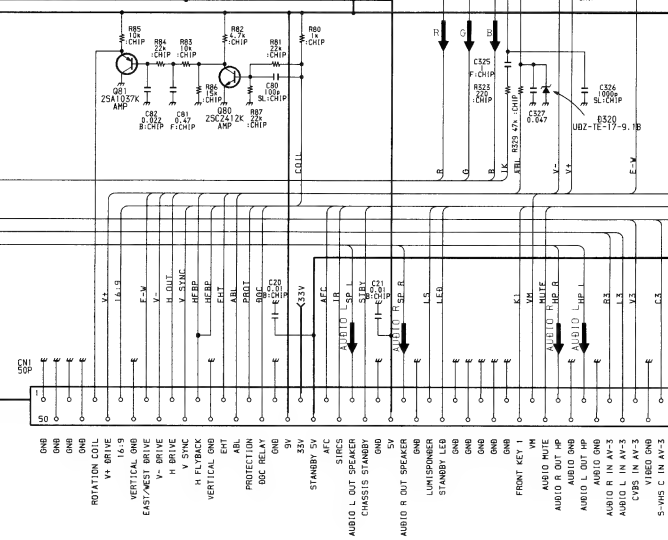 R85
10k
:CHIP
R84
22k
:CHIP
R83
10k
:CHIP
R82
4.7k
:CHIP
R81
22k
:CHIP
R80
1k
:CHIP
Q81
2SA1037K
AMP
C82
0.022
B:CHIP
C81
0.47
F:CHIP
R86
15k
:CHIP
Q80
2SC2412K
AMP
C80
100p
SL:CHIP
R87
22k
:CHIP
R
G
B
C325
1
F:CHIP
R323
220
:CHIP
R329 47k :CHIP
C327
0.047
C326
1000p
SL:CHIP
D320
UDZ-TE-17-9.1B
COIL
R
G
B
IK
ABL
V-
V+
E-W
V+
16:9
E-W
V-
H OUT
V SYNC
HFBP
HFBP
EHT
ABL
PROT
DGC
C20
0.01
B:CHIP
33V
AFC
IR
AUDIO L
SP L
STBY
C21
0.01
B:CHIP
AUDIO R
SP R
LS
LED
K1
VM
MUTE
AUDIO R
HP R
AUDIO L
HP L
R3
L3
V3
C3
CN1
50P
1
50
GND
GND
GND
GND
ROTATION COIL
V+ DRIVE
16:9
VERTICAL GND
EAST/WEST DRIVE
V- DRIVE
H DRIVE
V SYNC
H FLYBACK
VERTICAL GND
EHT
ABL
PROTECTION
DGC RELAY
GND
9V
33V
STANDBY 5V
AFC
SIRCS
AUDIO L OUT SPEAKER
CHASSIS STANDBY
GND
5V
AUDIO R OUT SPEAKER
GND
LUMISPONDER
STANDBY LED
GND
GND
GND
GND
GND
FRONT KEY 1
VM
AUDIO MUTE
AUDIO R OUT HP
AUDIO GND
AUDIO L OUT HP
AUDIO GND
AUDIO R IN AV-3
AUDIO L IN AV-3
CVBS IN AV-3
VIDEO GND
S-VHS C IN AV-3